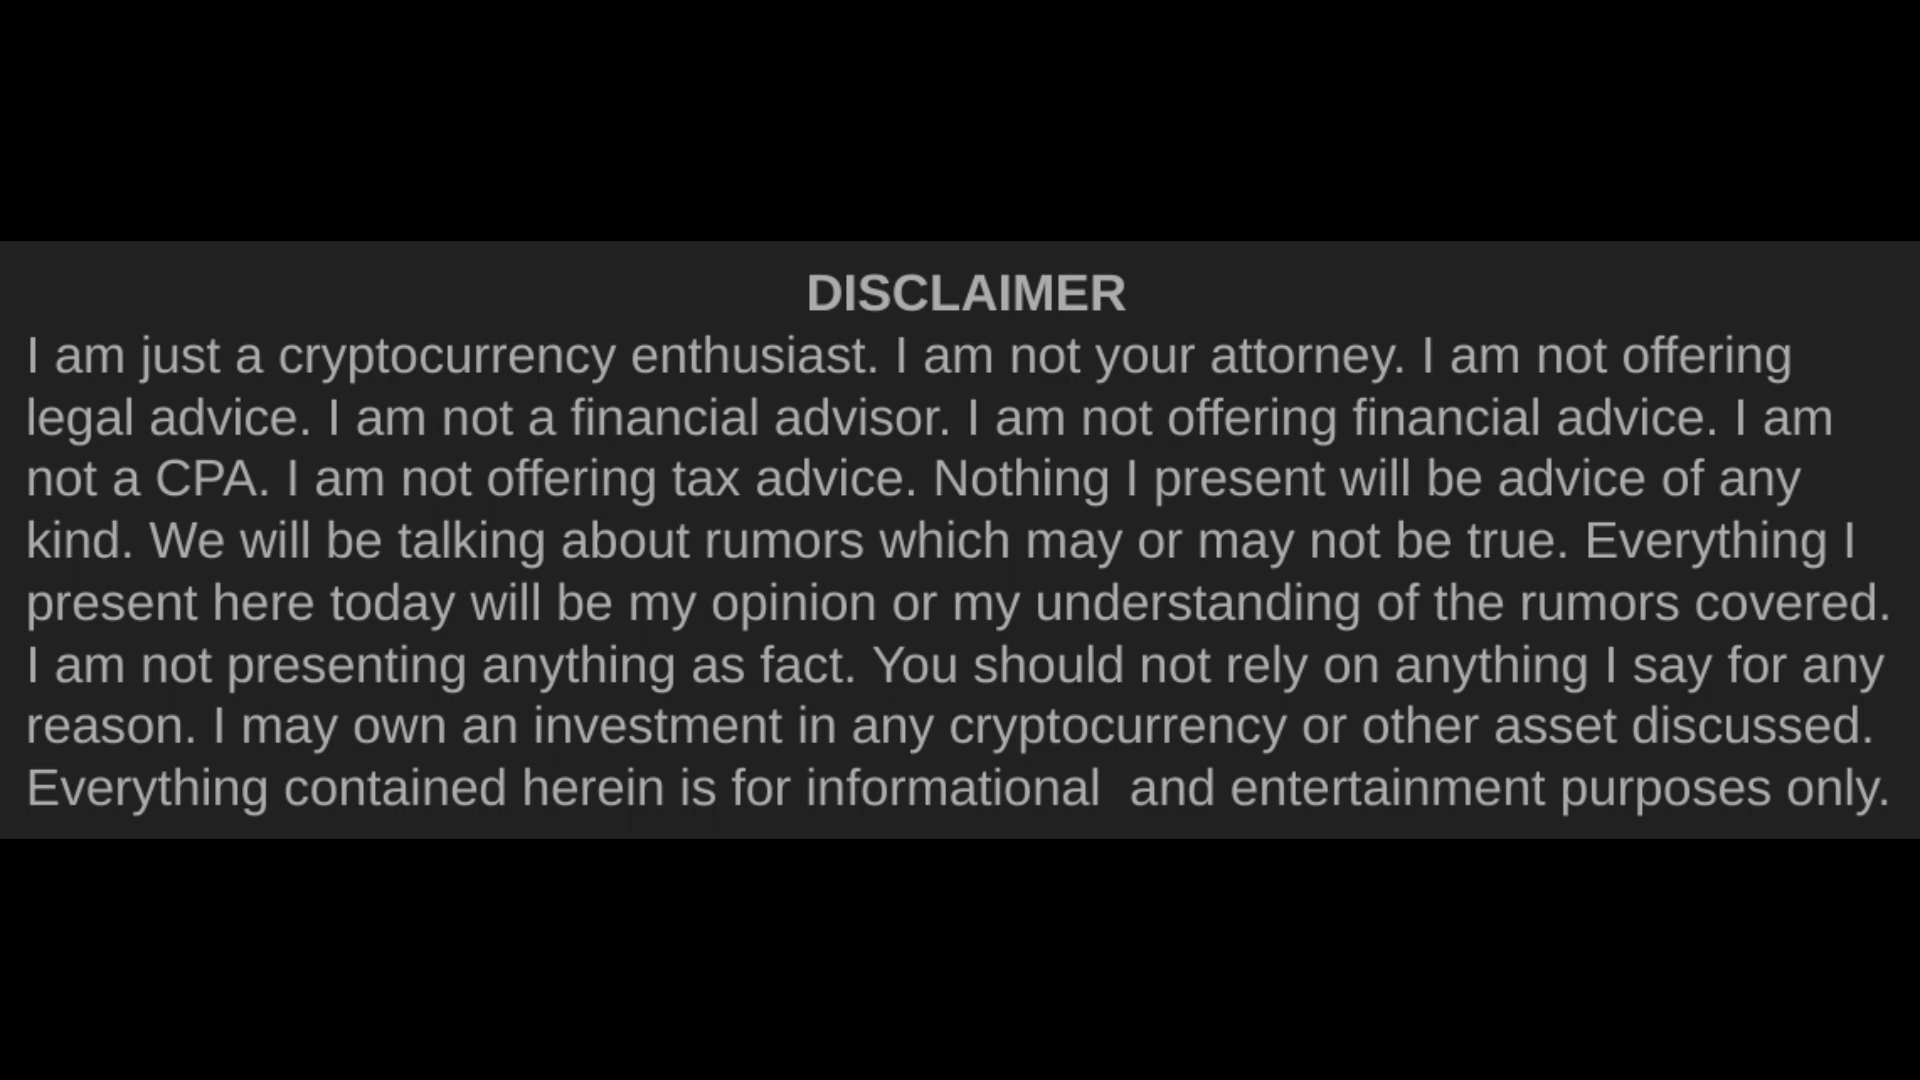 DISCLAIMER
I am just a cryptocurrency enthusiast. I am not your attorney. I am not offering
legal advice. I am not a financial advisor. I am not offering financial advice. I am
not a CPA. I am not offering tax advice. Nothing I present will be advice of any
kind. We will be talking about rumors which may or may not be true. Everything I
present here today will be my opinion or my understanding of the rumors covered.
I am not presenting anything as fact. You should not rely on anything I say for any
reason. I may own an investment in any cryptocurrency or other asset discussed.
Everything contained herein is for informational  and entertainment purposes only.